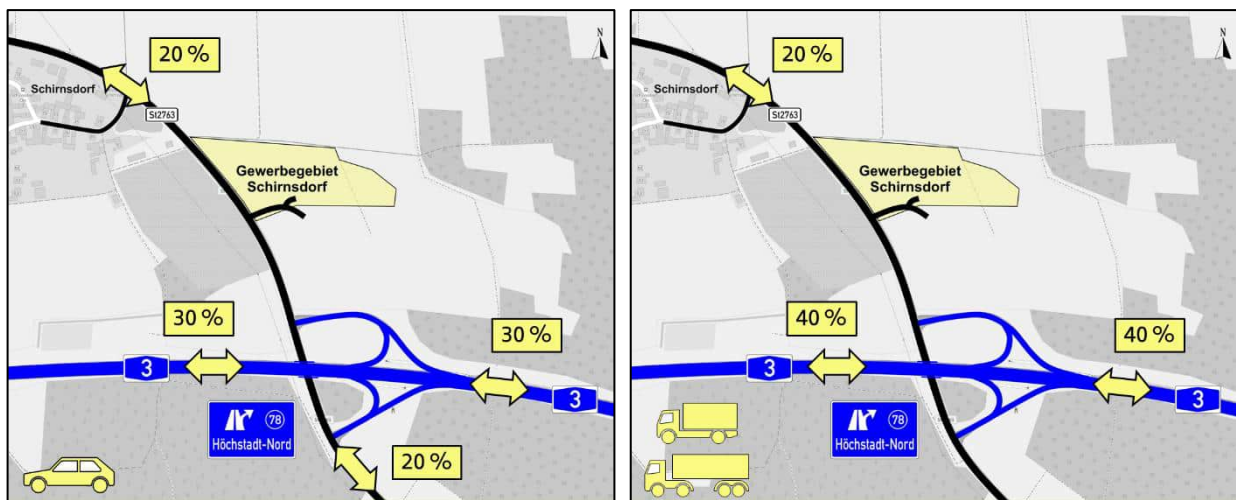 20 %
N
Schirnsdorf
St2763
Gewerbegebiet
Schirnsdorf
30 %
30 %
3
3
78
Höchstadt-Nord
20 %
20 %
N
Schirnsdorf
St2763
Gewerbegebiet
Schirnsdorf
40 %
40 %
3
3
78
Höchstadt-Nord